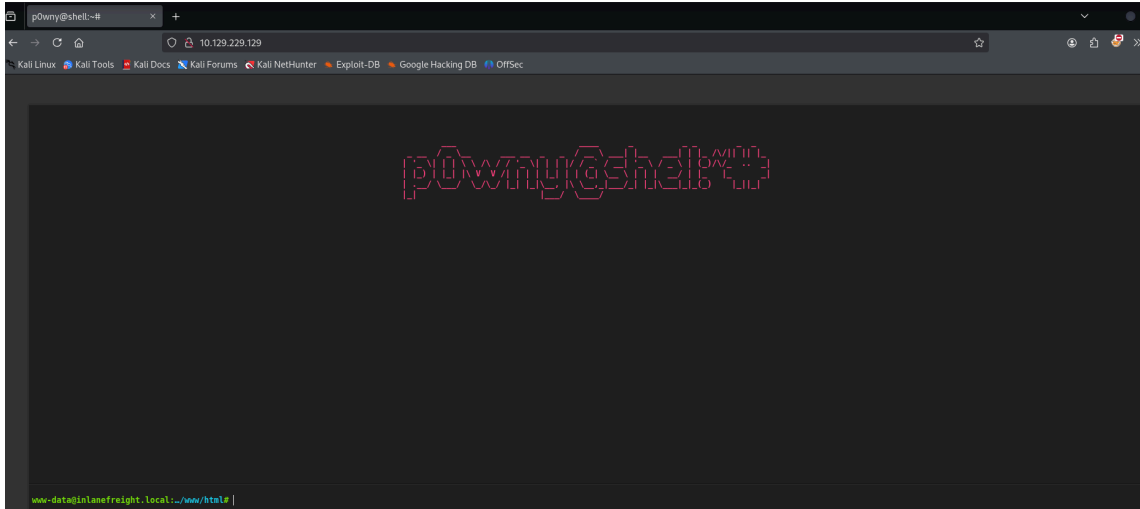 p0wny@shell:~#
10.129.229.129
Kali Linux Kali Tools Kali Docs Kali Forums Kali NetHunter Exploit-DB Google Hacking DB OffSec
p0wny@shell:~#
www-data@inlanefreight.local:…/www/html#